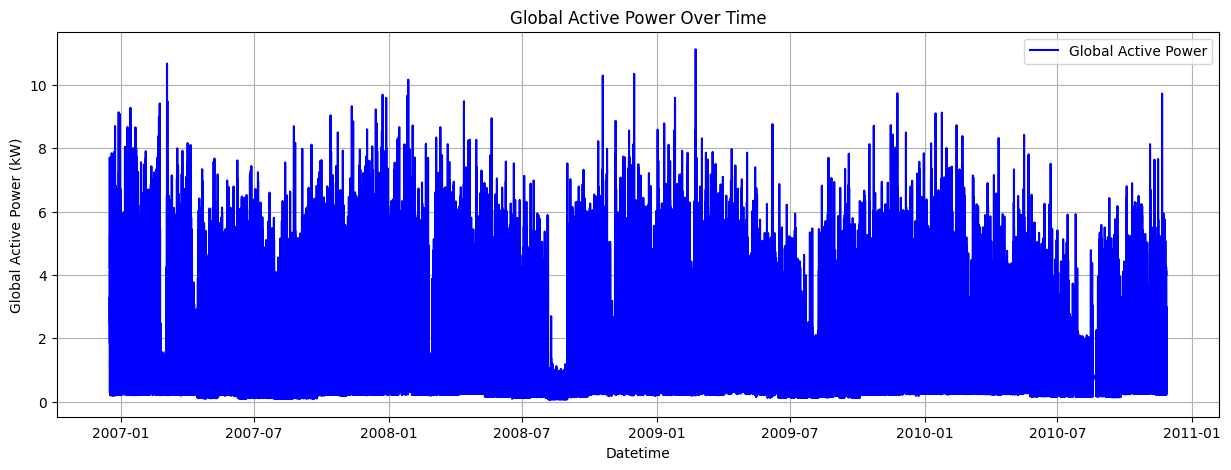 Global Active Power Over Time
Global Active Power
Global Active Power (kW)
10
8
6
4
2
0
2007-01 2007-07 2008-01 2008-07 2009-01 2009-07 2010-01 2010-07 2011-01
Datetime